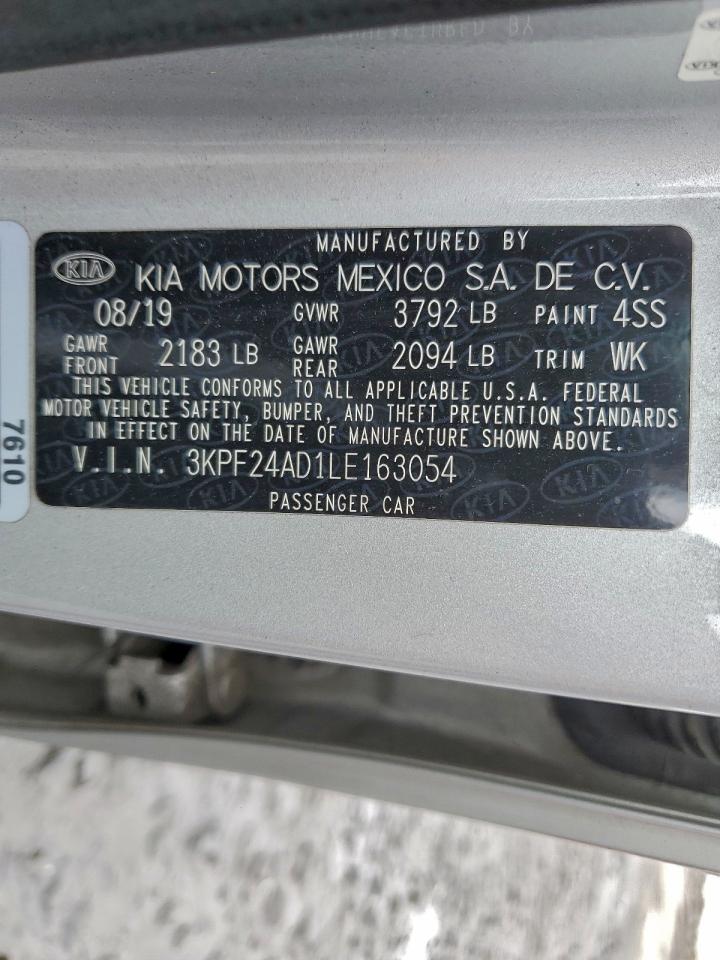 MANUFACTURED BY
KIA KIA MOTORS MEXICO S.A. DE C.V.
08/19 GVWR 3792 LB PAINT 4SS
GAWR FRONT 2183 LB GAWR REAR 2094 LB TRIM WK
THIS VEHICLE CONFORMS TO ALL APPLICABLE U.S.A. FEDERAL
MOTOR VEHICLE SAFETY, BUMPER, AND THEFT PREVENTION STANDARDS
IN EFFECT ON THE DATE OF MANUFACTURE SHOWN ABOVE.
V.I.N. 3KPF24AD1LE163054
PASSENGER CAR
7610
KIA